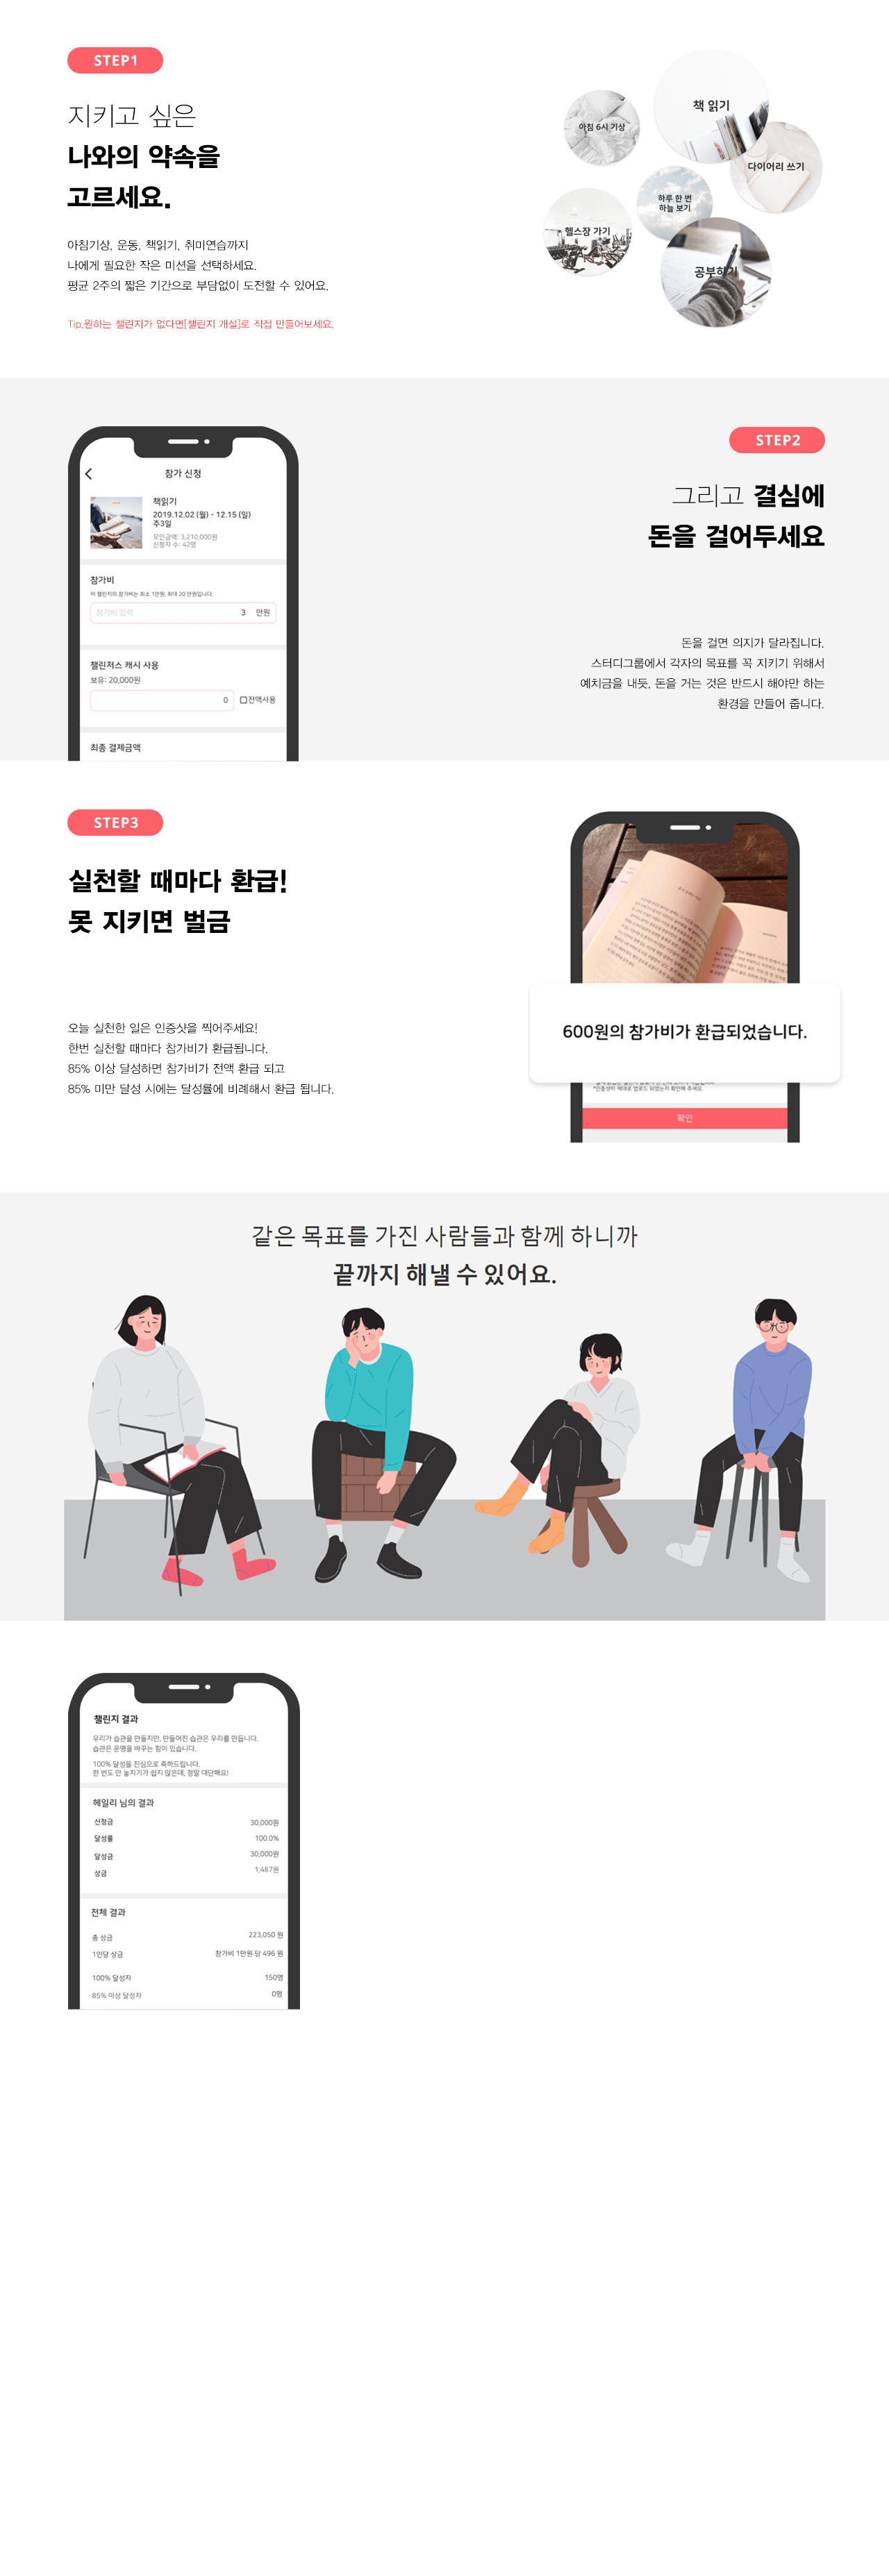 STEP1
지키고 싶은
나와의 약속을
고르세요.
아침기상, 운동, 책읽기, 취미연습까지
나에게 필요한 작은 미션을 선택하세요.
평균 2주의 짧은 기간으로 부담없이 도전할 수 있어요.
Tip.원하는 챌린지가 없다면[챌린지 개설]로 직접 만들어보세요.
책 읽기
아침 6시 기상
다이어리 쓰기
하루 한 번
하늘 보기
헬스장 가기
공부하기
STEP2
그리고 결심에
돈을 걸어두세요
돈을 걸면 의지가 달라집니다.
스터디그룹에서 각자의 목표를 꼭 지키기 위해서
예치금을 내듯, 돈을 거는 것은 반드시 해야만 하는
환경을 만들어 줍니다.
참가 신청
책읽기
2019.12.02 (월) - 12.15 (일)
주3일
모인금액: 3,210,000원
신청자 수: 42명
참가비
이 챌린지의 참가비는 최소 1만원, 최대 20 만원입니다.
참가비 입력 3 만원
챌린저스 캐시 사용
보유: 20,000원
0 전액사용
최종 결제금액
STEP3
실천할 때마다 환급!
못 지키면 벌금
오늘 실천한 일은 인증샷을 찍어주세요!
한번 실천할 때마다 참가비가 환급됩니다.
85% 이상 달성하면 참가비가 전액 환급 되고
85% 미만 달성 시에는 달성률에 비례해서 환급 됩니다.
600원의 참가비가 환급되었습니다.
*인증샷이 제대로 업로드 되었는지 확인해 주세요.
확인
같은 목표를 가진 사람들과 함께 하니까
끝까지 해낼 수 있어요.
챌린지 결과
우리가 습관을 만들지만, 만들어진 습관은 우리를 만듭니다.
습관은 운명을 바꾸는 힘이 있습니다.
100% 달성을 진심으로 축하드립니다.
한 번도 안 놓치기가 쉽지 않은데, 정말 대단해요!
헤일리 님의 결과
신청금 30,000원
달성률 100.0%
달성금 30,000원
상금 1,487원
전체 결과
총 상금 223,050 원
1인당 상금 참가비 1만원 당 496 원
100% 달성자 150명
85% 이상 달성자 0명